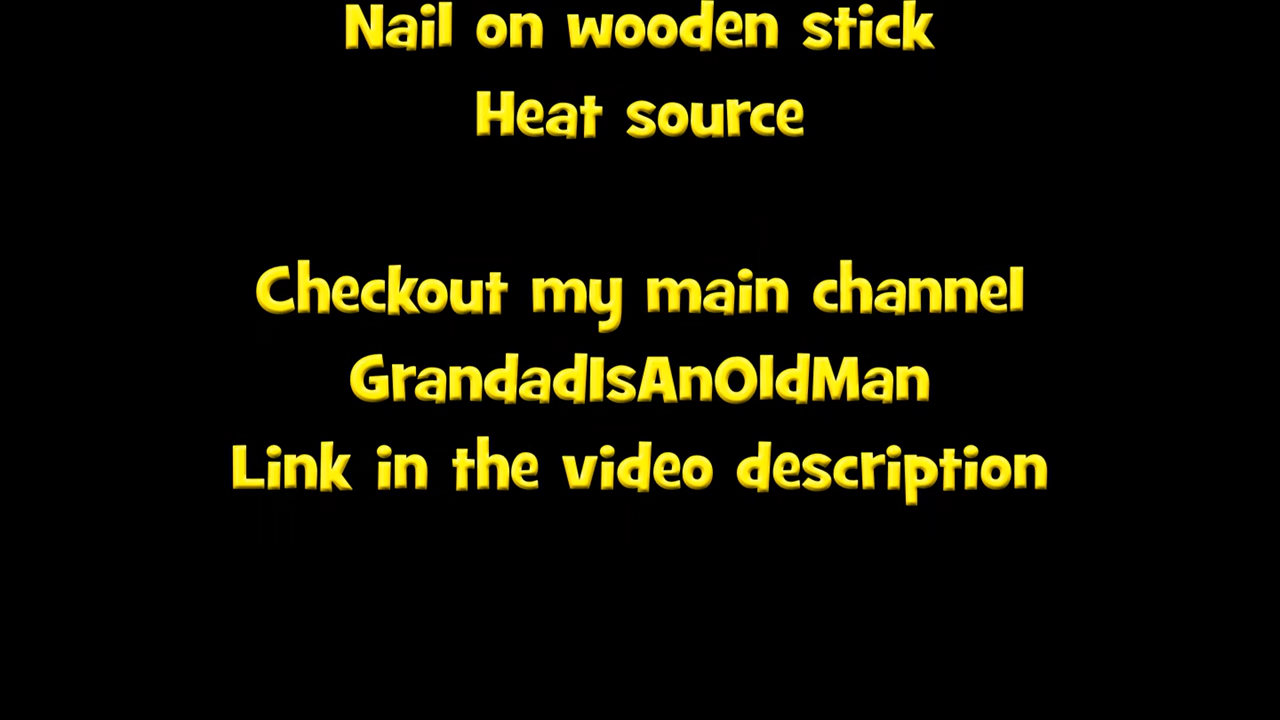 Nail on wooden stick
Heat source
Checkout my main channel
GrandadIsAnOldMan
Link in the video description